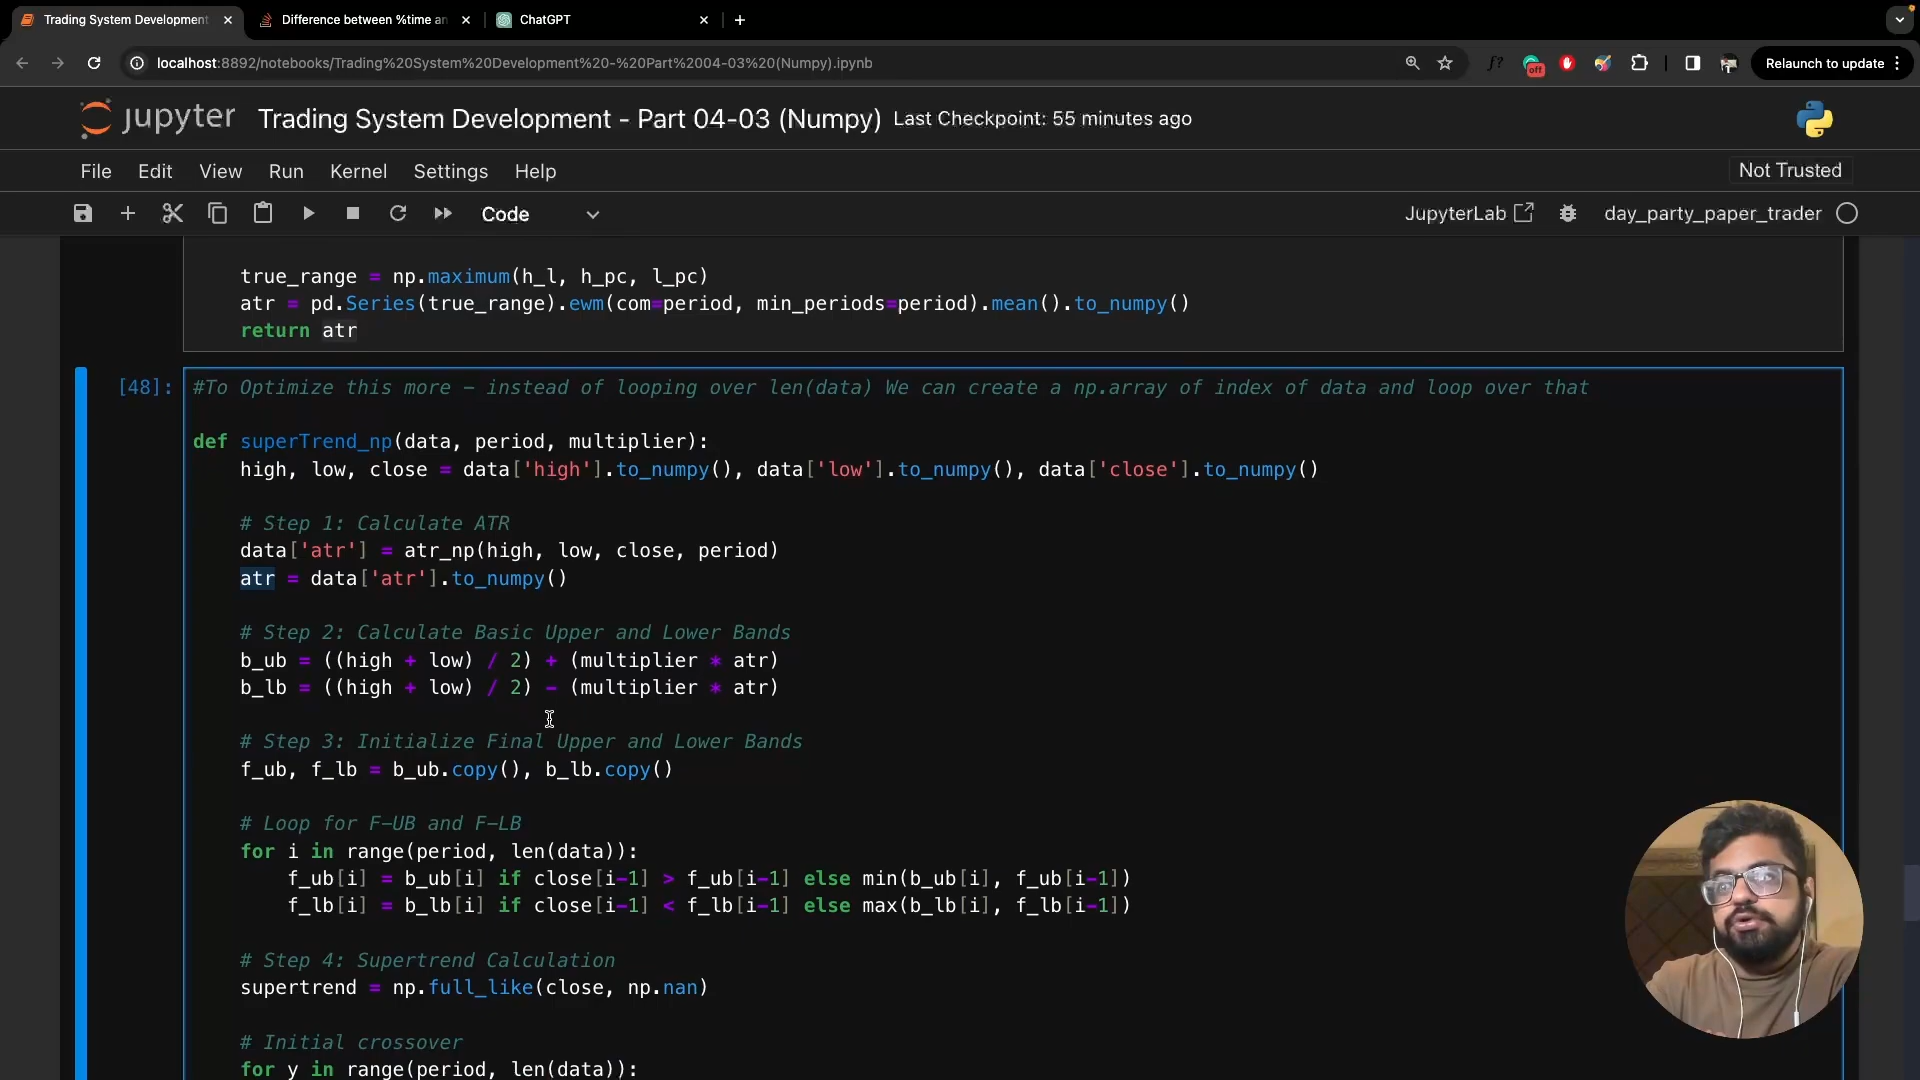 Trading System Development
Difference between %time an
ChatGPT
localhost:8892/notebooks/Trading%20System%20Development%20-%20Part%2004-03%20(Numpy).ipynb
off
Relaunch to update
jupyter
Trading System Development - Part 04-03 (Numpy) Last Checkpoint: 55 minutes ago
File Edit View Run Kernel Settings Help
Not Trusted
Code
JupyterLab
day_party_paper_trader
true_range = np.maximum(h_l, h_pc, l_pc)
atr = pd.Series(true_range).ewm(com=period, min_periods=period).mean().to_numpy()
return atr
[48]:
#To Optimize this more - instead of looping over len(data) We can create a np.array of index of data and loop over that
def superTrend_np(data, period, multiplier):
high, low, close = data['high'].to_numpy(), data['low'].to_numpy(), data['close'].to_numpy()
# Step 1: Calculate ATR
data['atr'] = atr_np(high, low, close, period)
atr = data['atr'].to_numpy()
# Step 2: Calculate Basic Upper and Lower Bands
b_ub = ((high + low) / 2) + (multiplier * atr)
b_lb = ((high + low) / 2) - (multiplier * atr)
# Step 3: Initialize Final Upper and Lower Bands
f_ub, f_lb = b_ub.copy(), b_lb.copy()
# Loop for F-UB and F-LB
for i in range(period, len(data)):
f_ub[i] = b_ub[i] if close[i-1] > f_ub[i-1] else min(b_ub[i], f_ub[i-1])
f_lb[i] = b_lb[i] if close[i-1] < f_lb[i-1] else max(b_lb[i], f_lb[i-1])
# Step 4: Supertrend Calculation
supertrend = np.full_like(close, np.nan)
# Initial crossover
for y in range(period, len(data)):